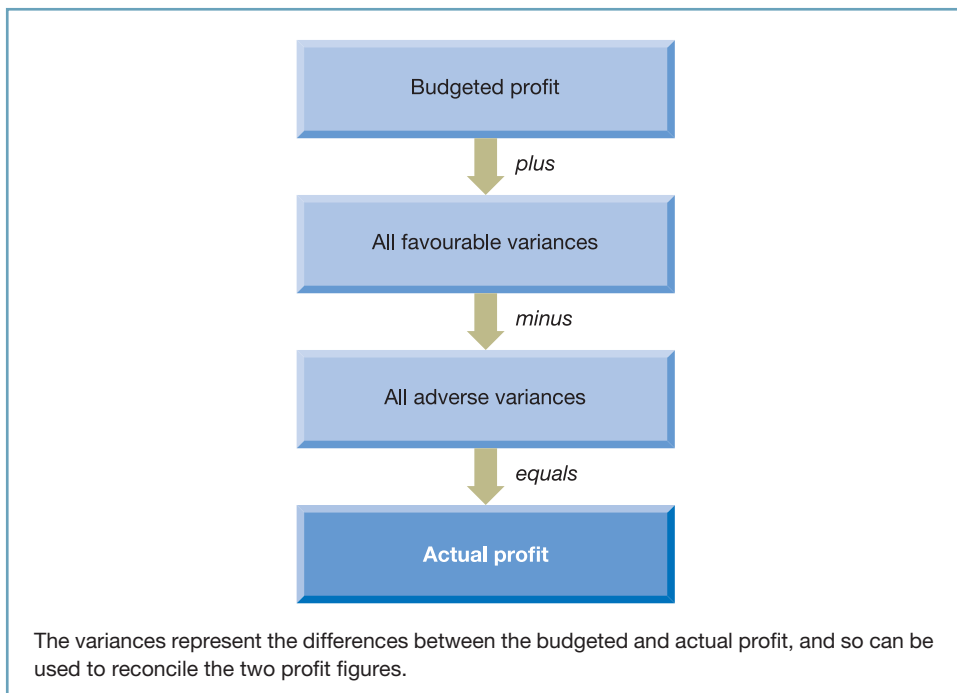 Budgeted profit
plus
All favourable variances
minus
All adverse variances
equals
Actual profit
The variances represent the differences between the budgeted and actual profit, and so can be
used to reconcile the two profit figures.